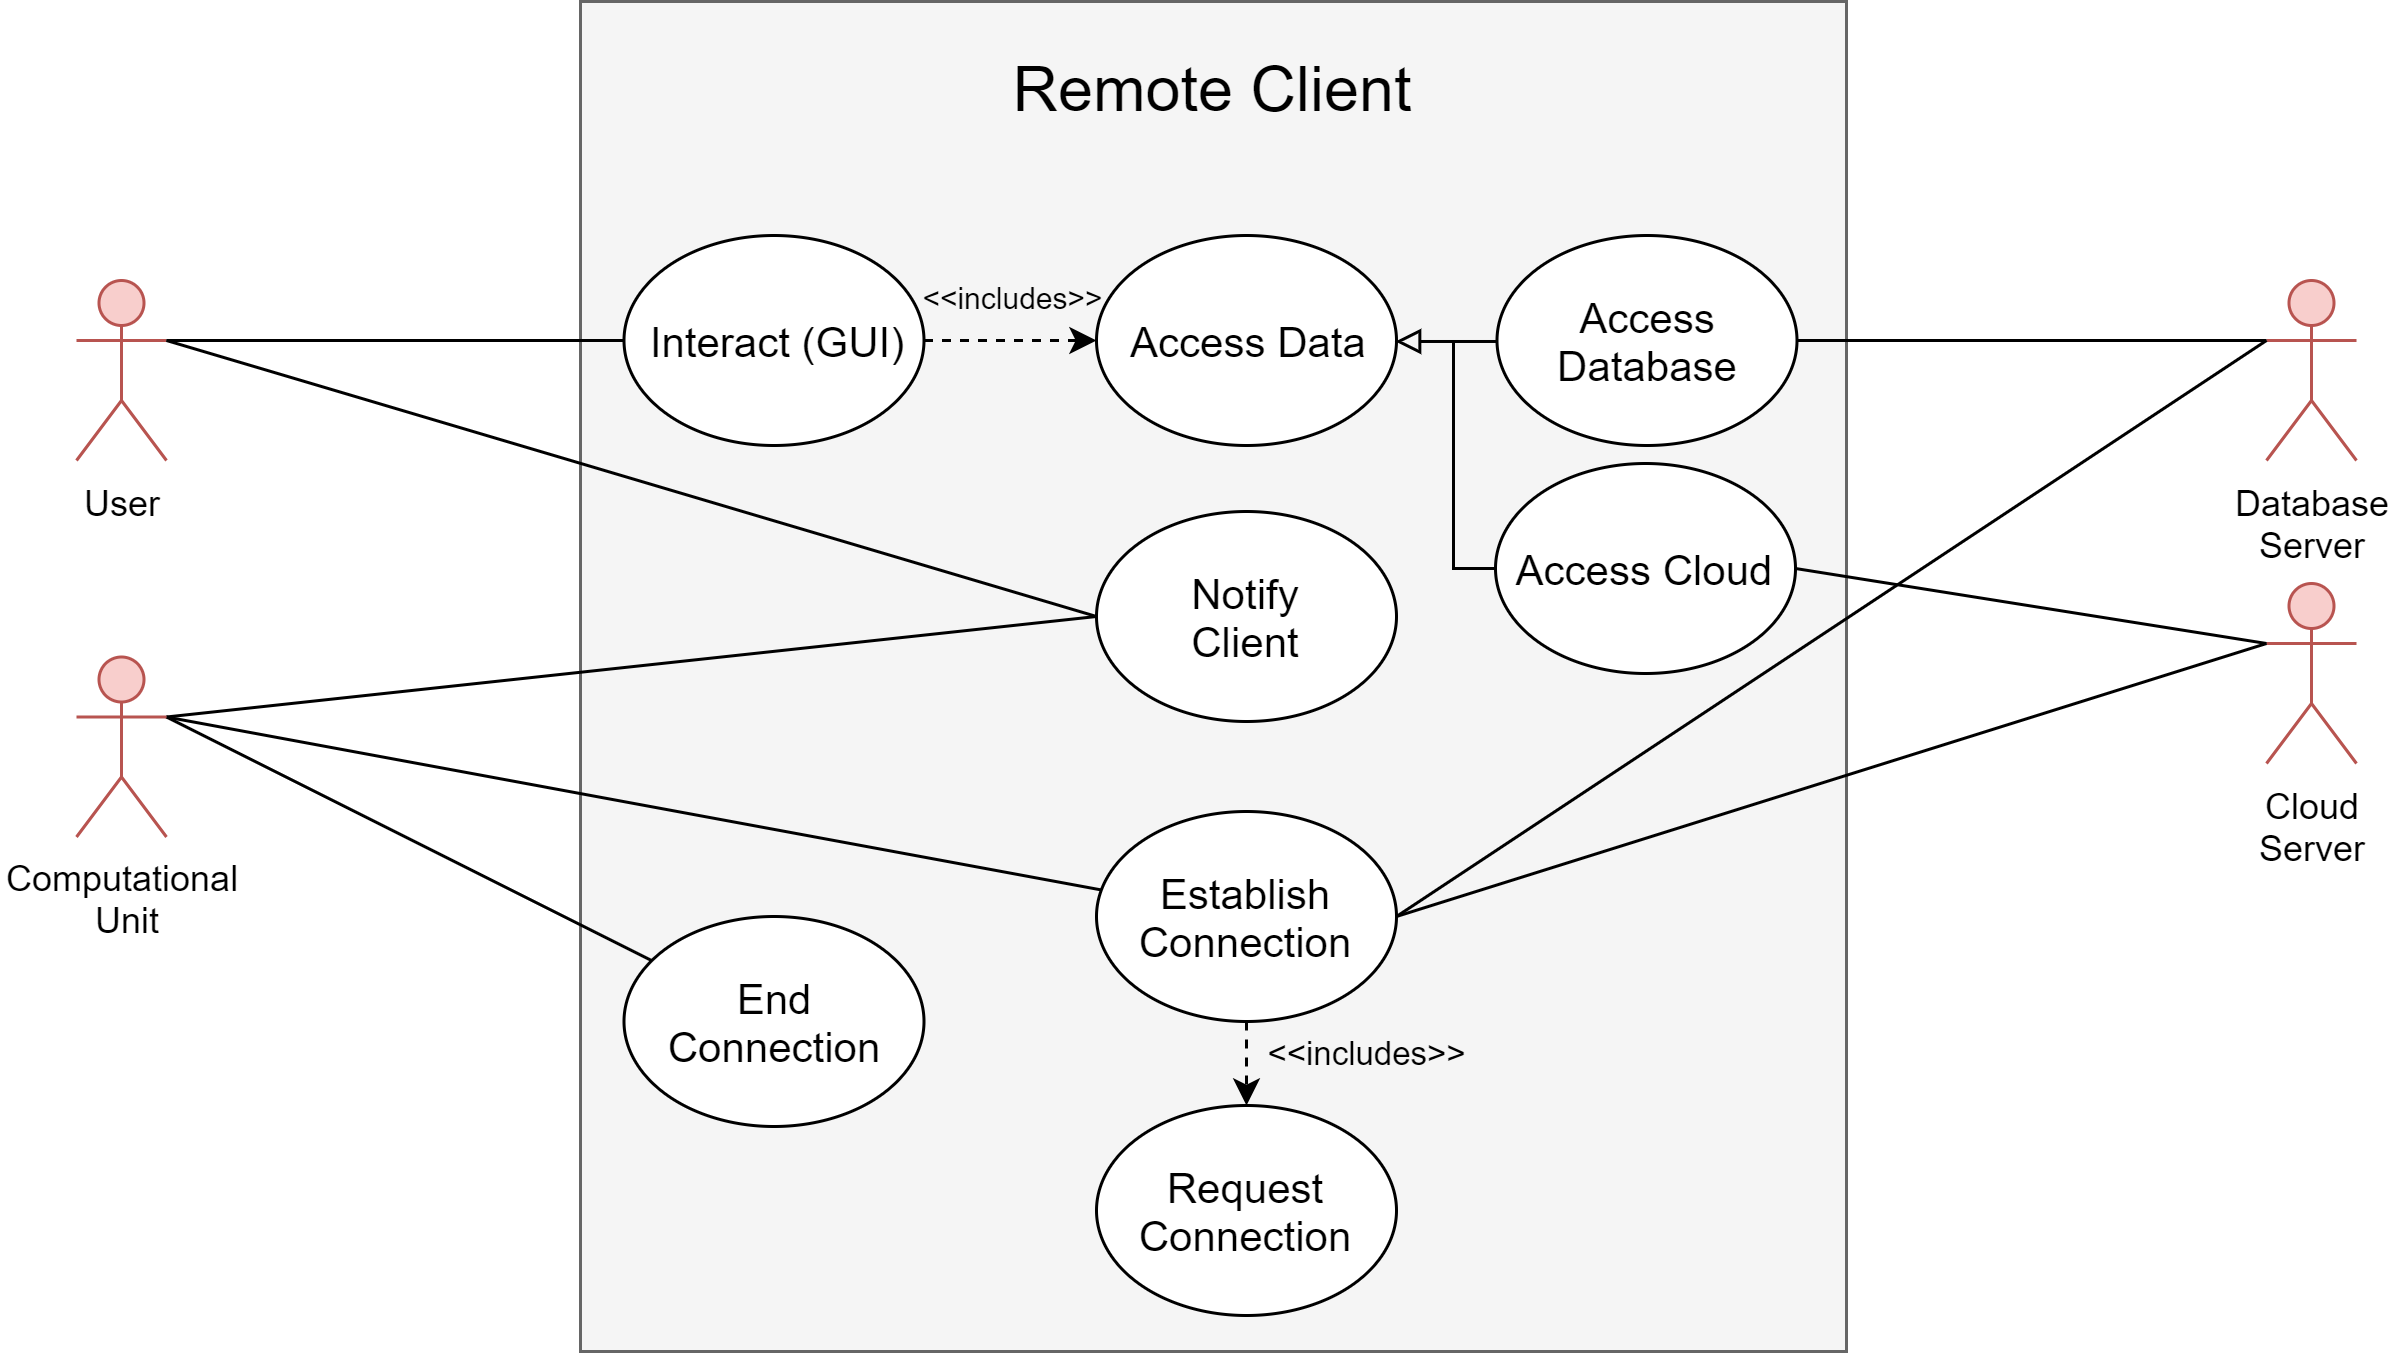 Remote Client
<<includes>>
Interact (GUI)
Access Data
Access
Database
User
Database
Server
Access Cloud
Notify
Client
Computational
Unit
Cloud
Server
Establish
Connection
End
Connection
<<includes>>
Request
Connection